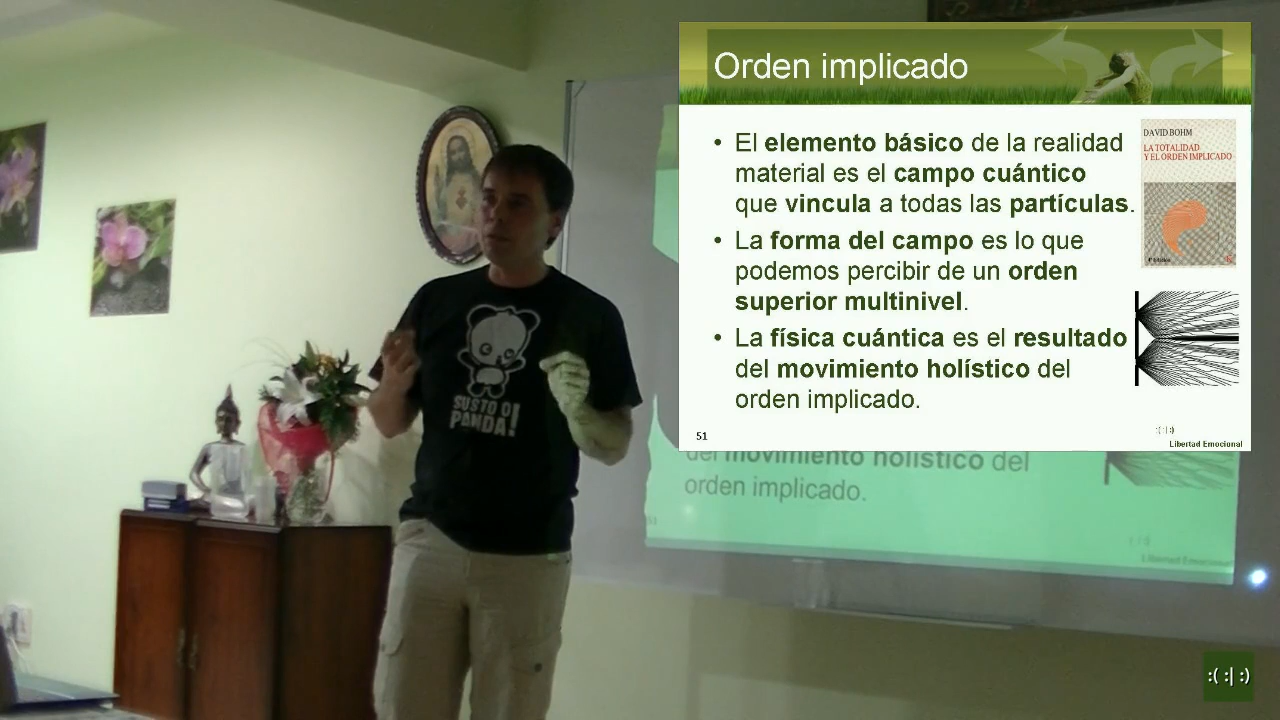 Orden implicado
• El elemento básico de la realidad
material es el campo cuántico
que vincula a todas las partículas.
• La forma del campo es lo que
podemos percibir de un orden
superior multinivel.
• La física cuántica es el resultado
del movimiento holístico del
orden implicado.
DAVID BOHM
LA TOTALIDAD
Y EL ORDEN IMPLICADO
51
:(:|:)
Libertad Emocional
SUSTO O
PANDA!
del movimiento holístico del
orden implicado.
51
Libertad Emocional
:( :| :)